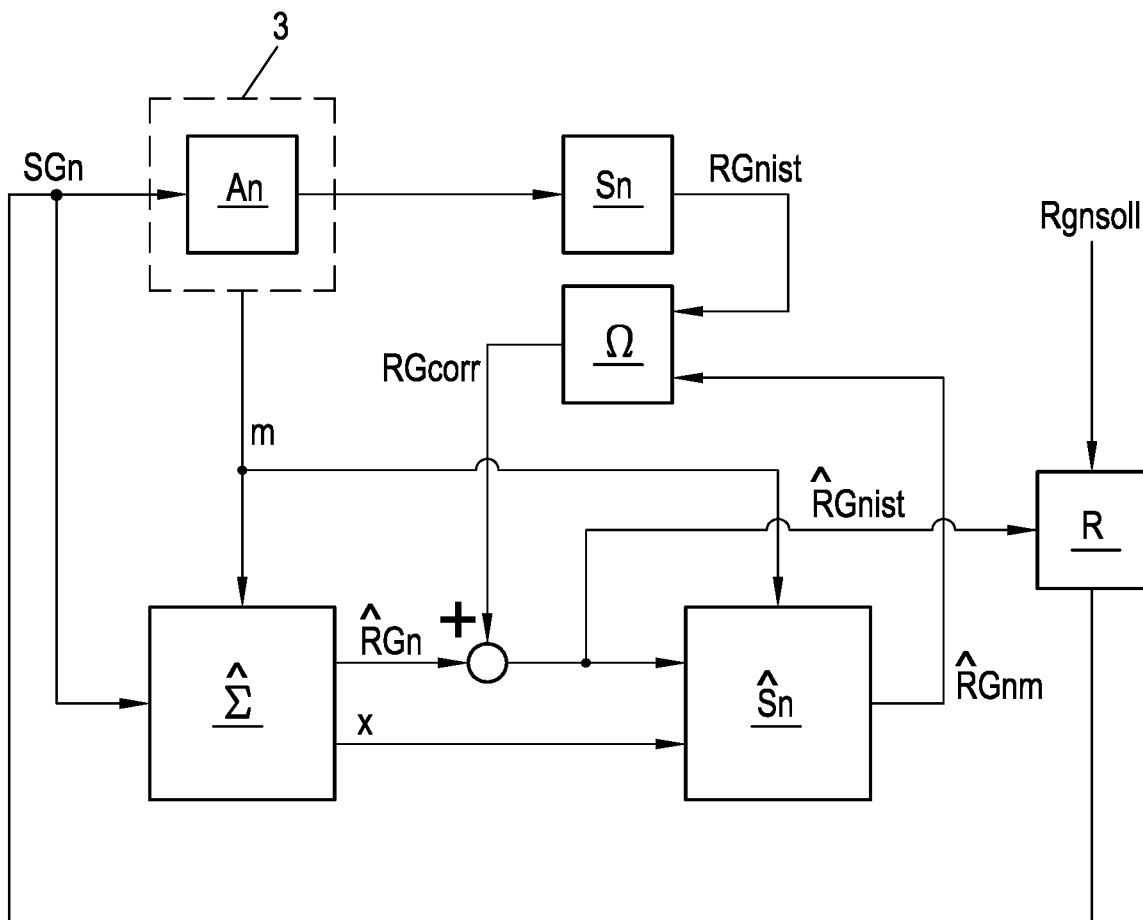 3
SGn
An
Sn
RGnist
Rgnsoll
Ω
RGcorr
m
R̂Gnist
R
R̂Gn
+
Σ̂
x
Ŝn
R̂Gnm